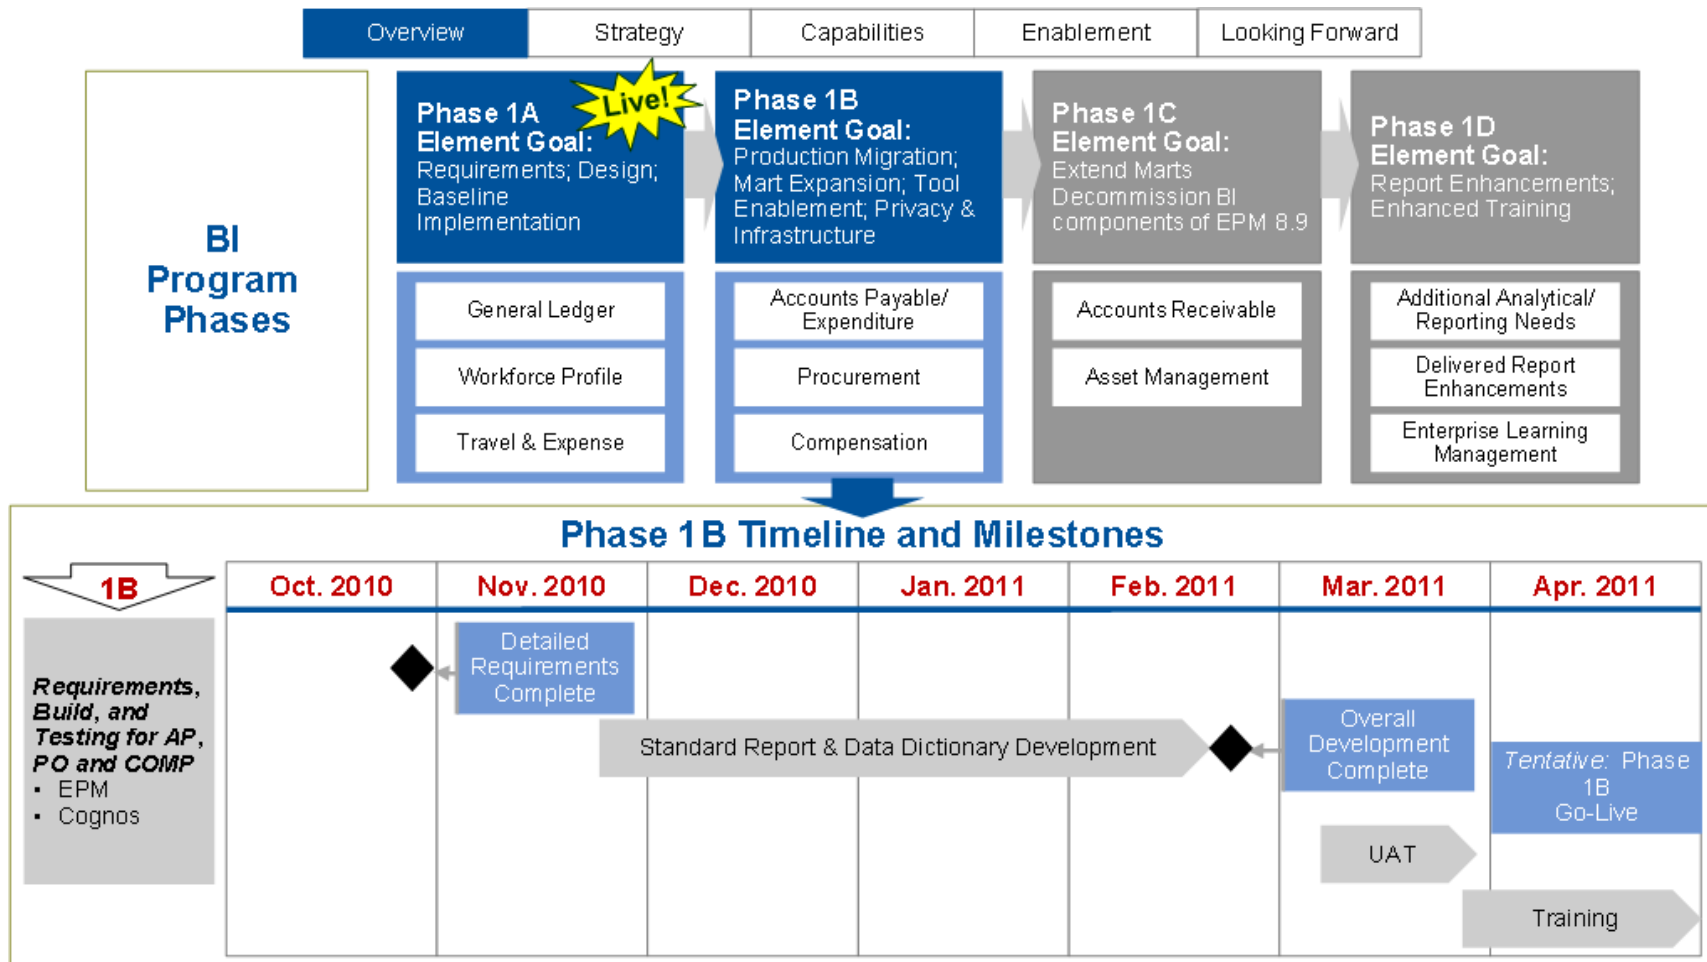 Overview
Strategy
Capabilities
Enablement
Looking Forward
BI
Program
Phases
Phase 1A
Element Goal:
Requirements; Design;
Baseline
Implementation
Live!
General Ledger
Workforce Profile
Travel & Expense
Phase 1B
Element Goal:
Production Migration;
Mart Expansion; Tool
Enablement; Privacy &
Infrastructure
Accounts Payable/
Expenditure
Procurement
Compensation
Phase 1C
Element Goal:
Extend Marts
Decommission BI
components of EPM 8.9
Accounts Receivable
Asset Management
Phase 1D
Element Goal:
Report Enhancements;
Enhanced Training
Additional Analytical/
Reporting Needs
Delivered Report
Enhancements
Enterprise Learning
Management
Phase 1B Timeline and Milestones
1B
Oct. 2010
Nov. 2010
Dec. 2010
Jan. 2011
Feb. 2011
Mar. 2011
Apr. 2011
Requirements,
Build, and
Testing for AP,
PO and COMP
▪ EPM
▪ Cognos
Detailed
Requirements
Complete
Standard Report & Data Dictionary Development
Overall
Development
Complete
Tentative: Phase
1B
Go-Live
UAT
Training